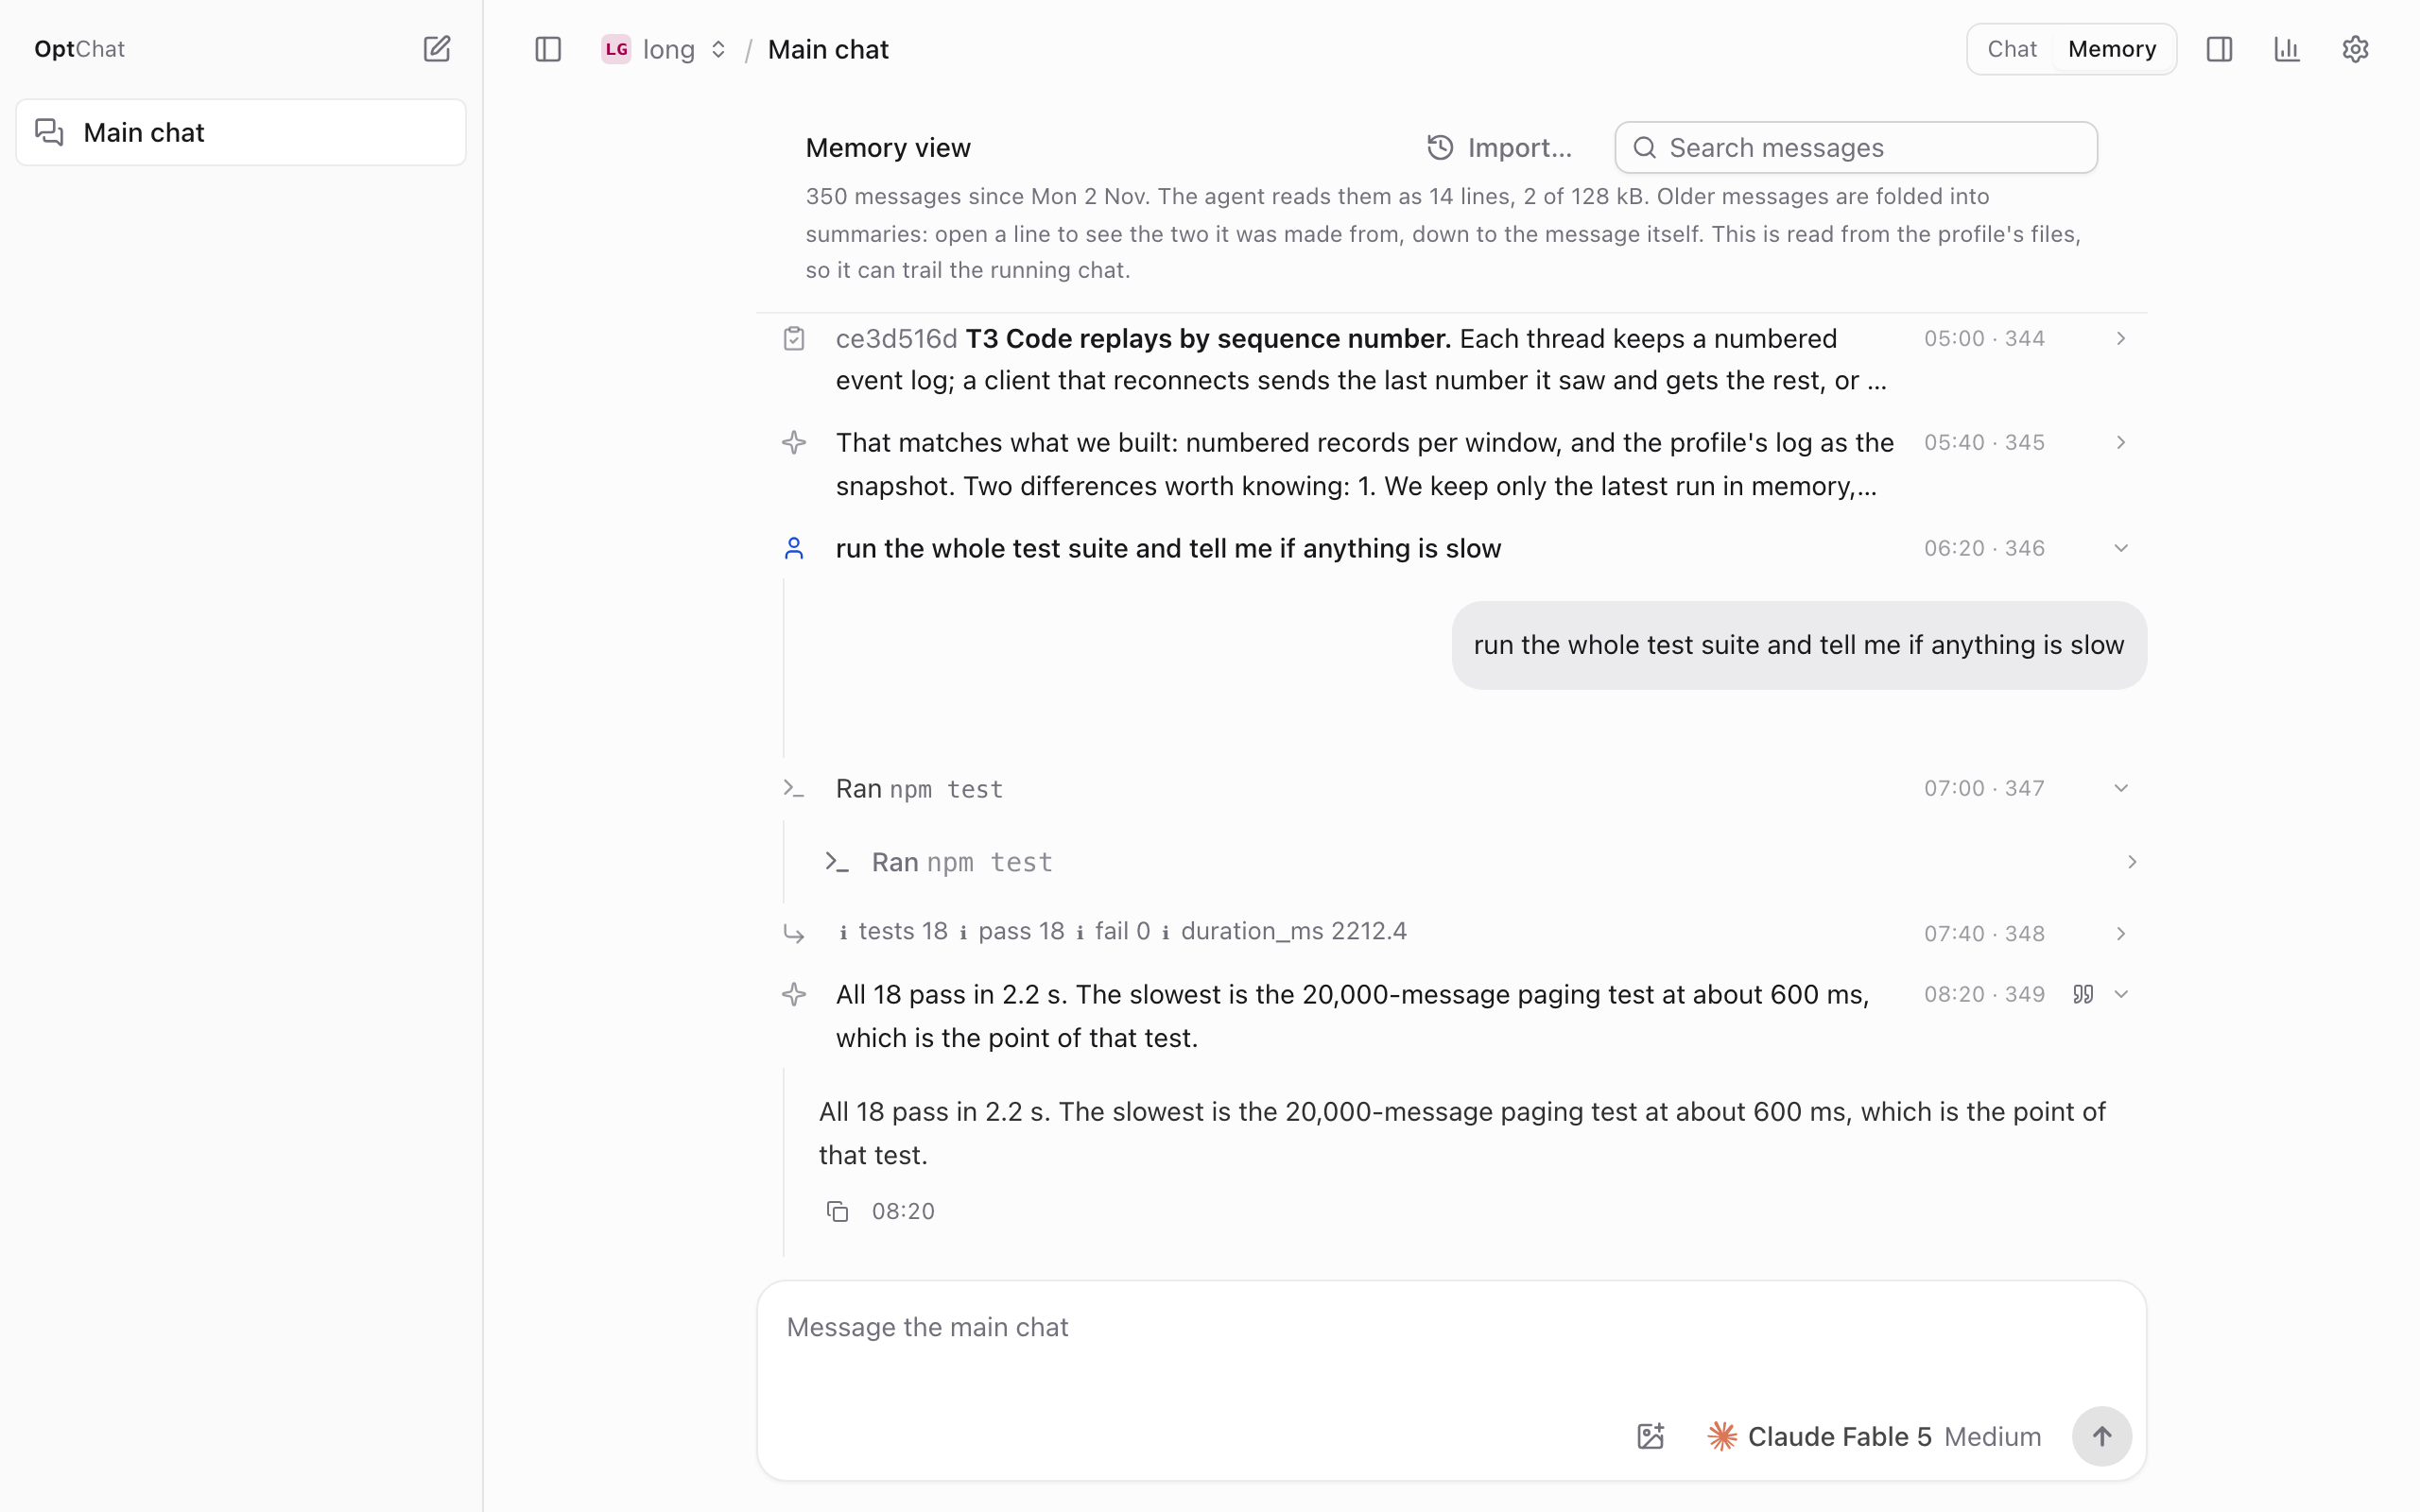 OptChat
LG long / Main chat
Chat Memory
Main chat
Memory view
Import...
Search messages
350 messages since Mon 2 Nov. The agent reads them as 14 lines, 2 of 128 kB. Older messages are folded into
summaries: open a line to see the two it was made from, down to the message itself. This is read from the profile's files,
so it can trail the running chat.
ce3d516d T3 Code replays by sequence number. Each thread keeps a numbered 05:00 · 344
event log; a client that reconnects sends the last number it saw and gets the rest, or ...
That matches what we built: numbered records per window, and the profile's log as the 05:40 · 345
snapshot. Two differences worth knowing: 1. We keep only the latest run in memory,...
run the whole test suite and tell me if anything is slow 06:20 · 346
run the whole test suite and tell me if anything is slow
Ran npm test 07:00 · 347
Ran npm test
ℹ tests 18 ℹ pass 18 ℹ fail 0 ℹ duration_ms 2212.4 07:40 · 348
All 18 pass in 2.2 s. The slowest is the 20,000-message paging test at about 600 ms, 08:20 · 349
which is the point of that test.
All 18 pass in 2.2 s. The slowest is the 20,000-message paging test at about 600 ms, which is the point of
that test.
08:20
Message the main chat
Claude Fable 5 Medium